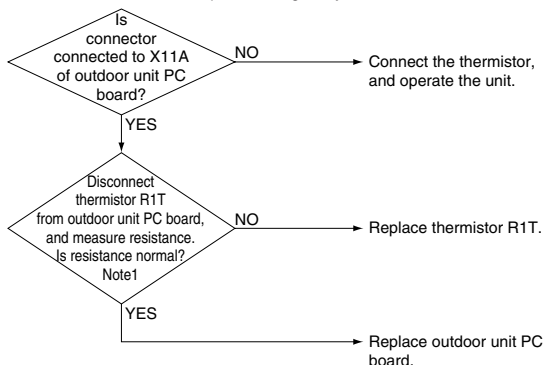 Is
connector
connected to X11A
of outdoor unit PC
board?
NO
Connect the thermistor,
and operate the unit.
YES
Disconnect
thermistor R1T
from outdoor unit PC board,
and measure resistance.
Is resistance normal?
Note1
NO
Replace thermistor R1T.
YES
Replace outdoor unit PC
board.